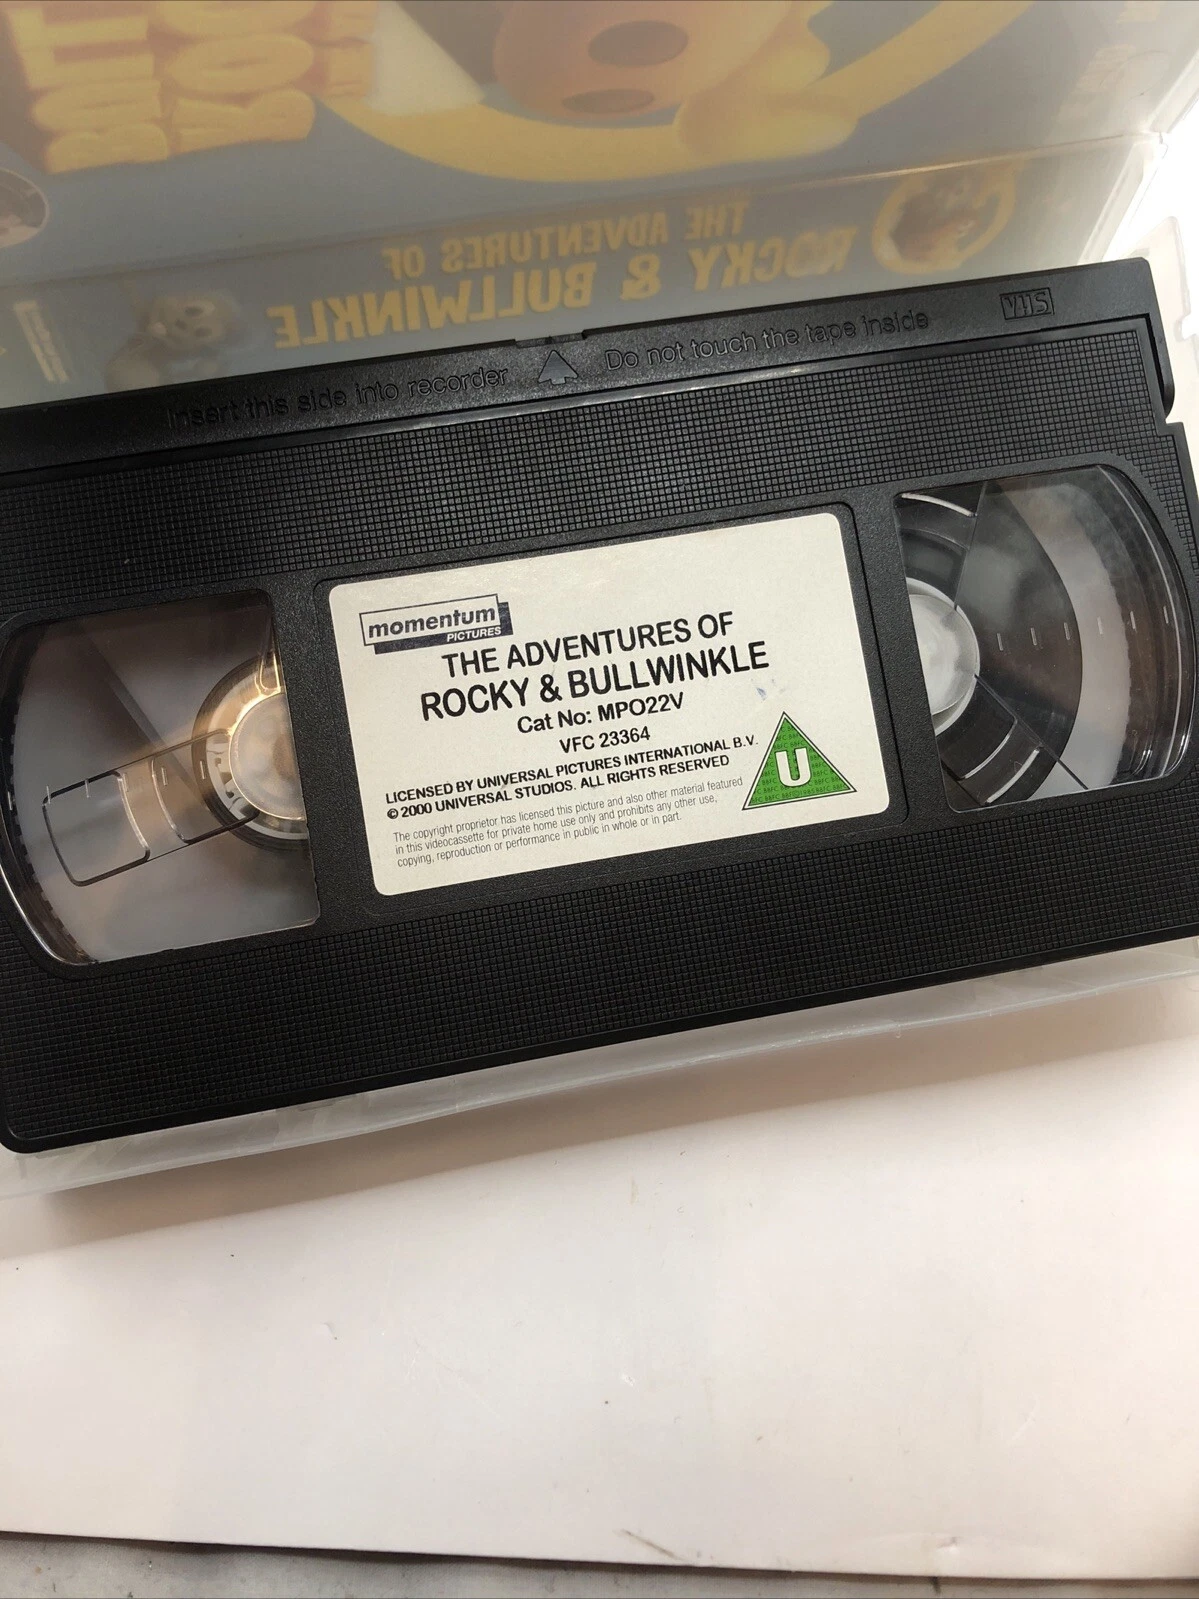 THE ADVENTURES OF
ROCKY & BULLWINKLE
Insert this side into recorder
Do not touch the tape inside
VHS
momentum
PICTURES
THE ADVENTURES OF
ROCKY & BULLWINKLE
Cat No: MPO22V
VFC 23364
LICENSED BY UNIVERSAL PICTURES INTERNATIONAL B.V.
© 2000 UNIVERSAL STUDIOS. ALL RIGHTS RESERVED
The copyright proprietor has licensed this picture and also other material featured
in this videocassette for private home use only and prohibits any other use,
copying, reproduction or performance in public in whole or in part.
U